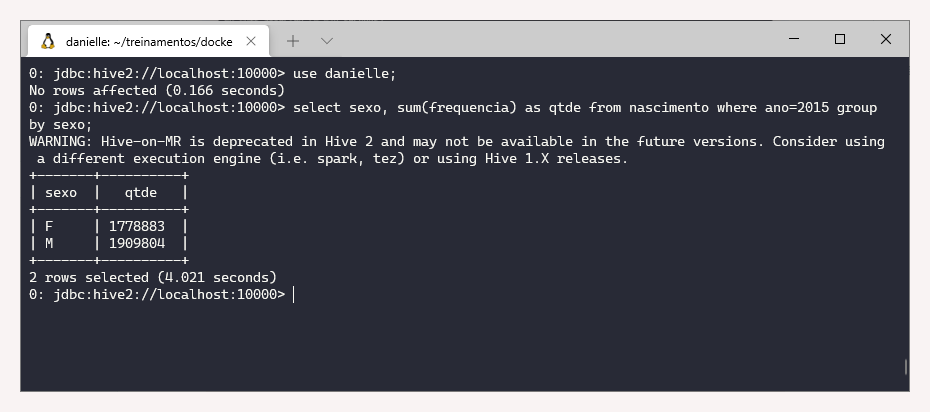 danielle: ~/treinamentos/docke
0: jdbc:hive2://localhost:10000> use danielle;
No rows affected (0.166 seconds)
0: jdbc:hive2://localhost:10000> select sexo, sum(frequencia) as qtde from nascimento where ano=2015 group
by sexo;
WARNING: Hive-on-MR is deprecated in Hive 2 and may not be available in the future versions. Consider using
 a different execution engine (i.e. spark, tez) or using Hive 1.X releases.
+-------+----------+
| sexo  |   qtde   |
+-------+----------+
| F     | 1778883  |
| M     | 1909804  |
+-------+----------+
2 rows selected (4.021 seconds)
0: jdbc:hive2://localhost:10000>